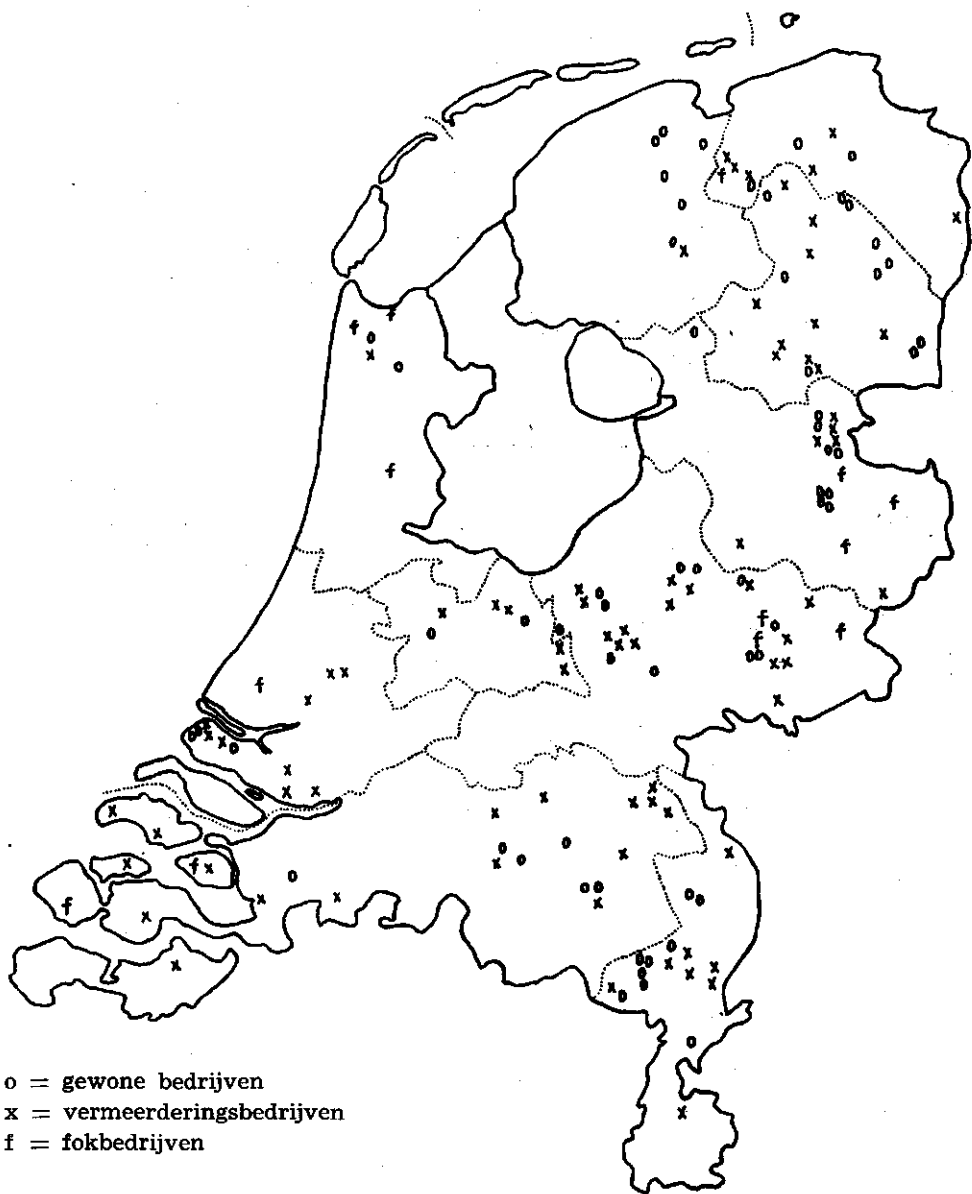 o = gewone bedrijven
x = vermeerderingsbedrijven
f = fokbedrijven